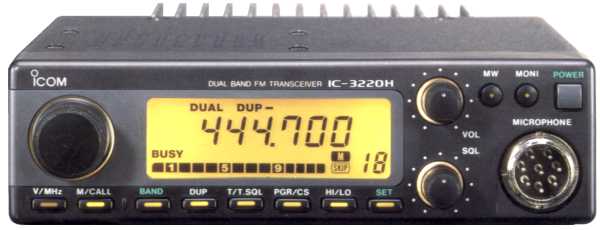 ICOM
DUAL BAND FM TRANSCEIVER IC-3220H
MW MONI POWER
DUAL DUP-
444.700
BUSY
1 5 9
M
SKIP
18
VOL
SQL
MICROPHONE
V/MHz M/CALL BAND DUP T/T.SQL PGR/CS HI/LO SET